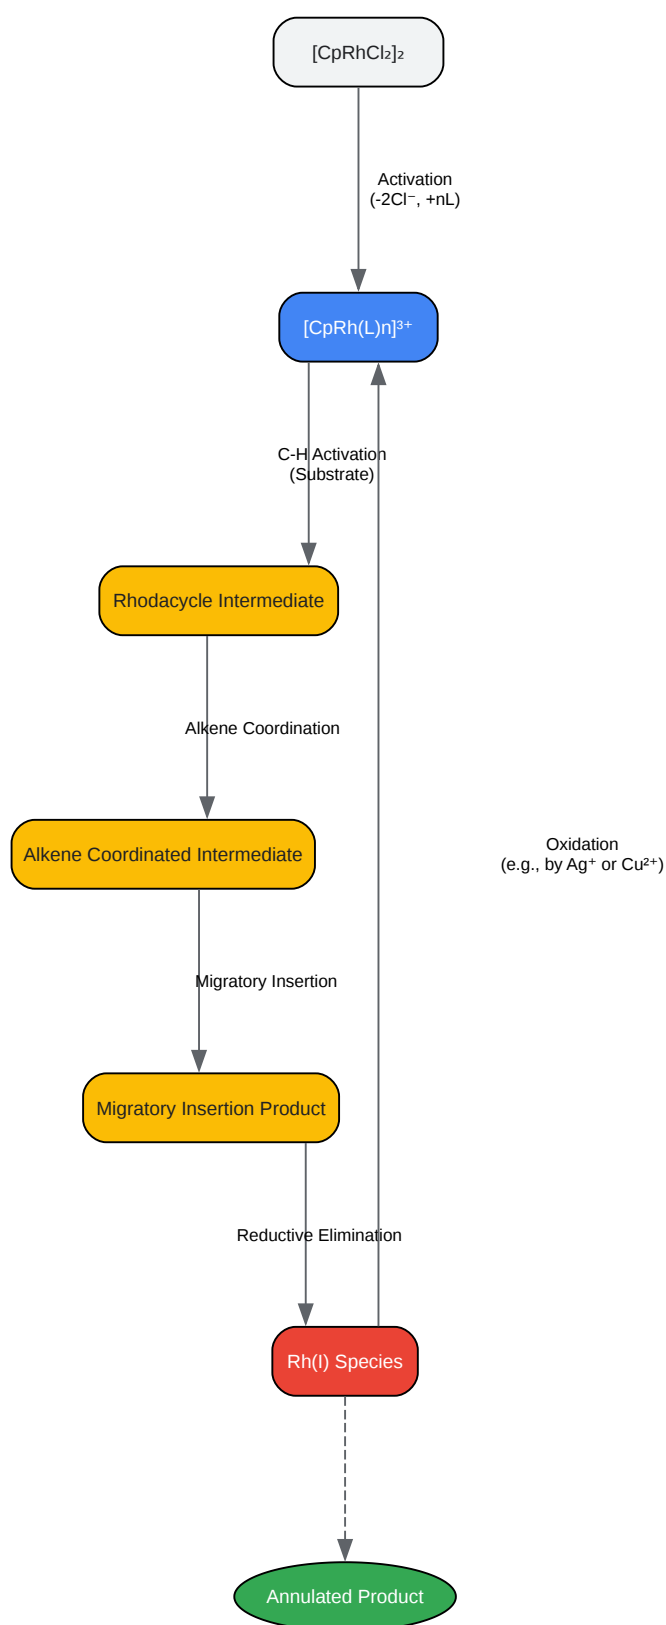 [CpRhCl₂]₂
Activation
(-2Cl⁻, +nL)
[CpRh(L)n]³⁺
C-H Activation
(Substrate)
Rhodacycle Intermediate
Alkene Coordination
Alkene Coordinated Intermediate
Oxidation
(e.g., by Ag⁺ or Cu²⁺)
Migratory Insertion
Migratory Insertion Product
Reductive Elimination
Rh(I) Species
Annulated Product